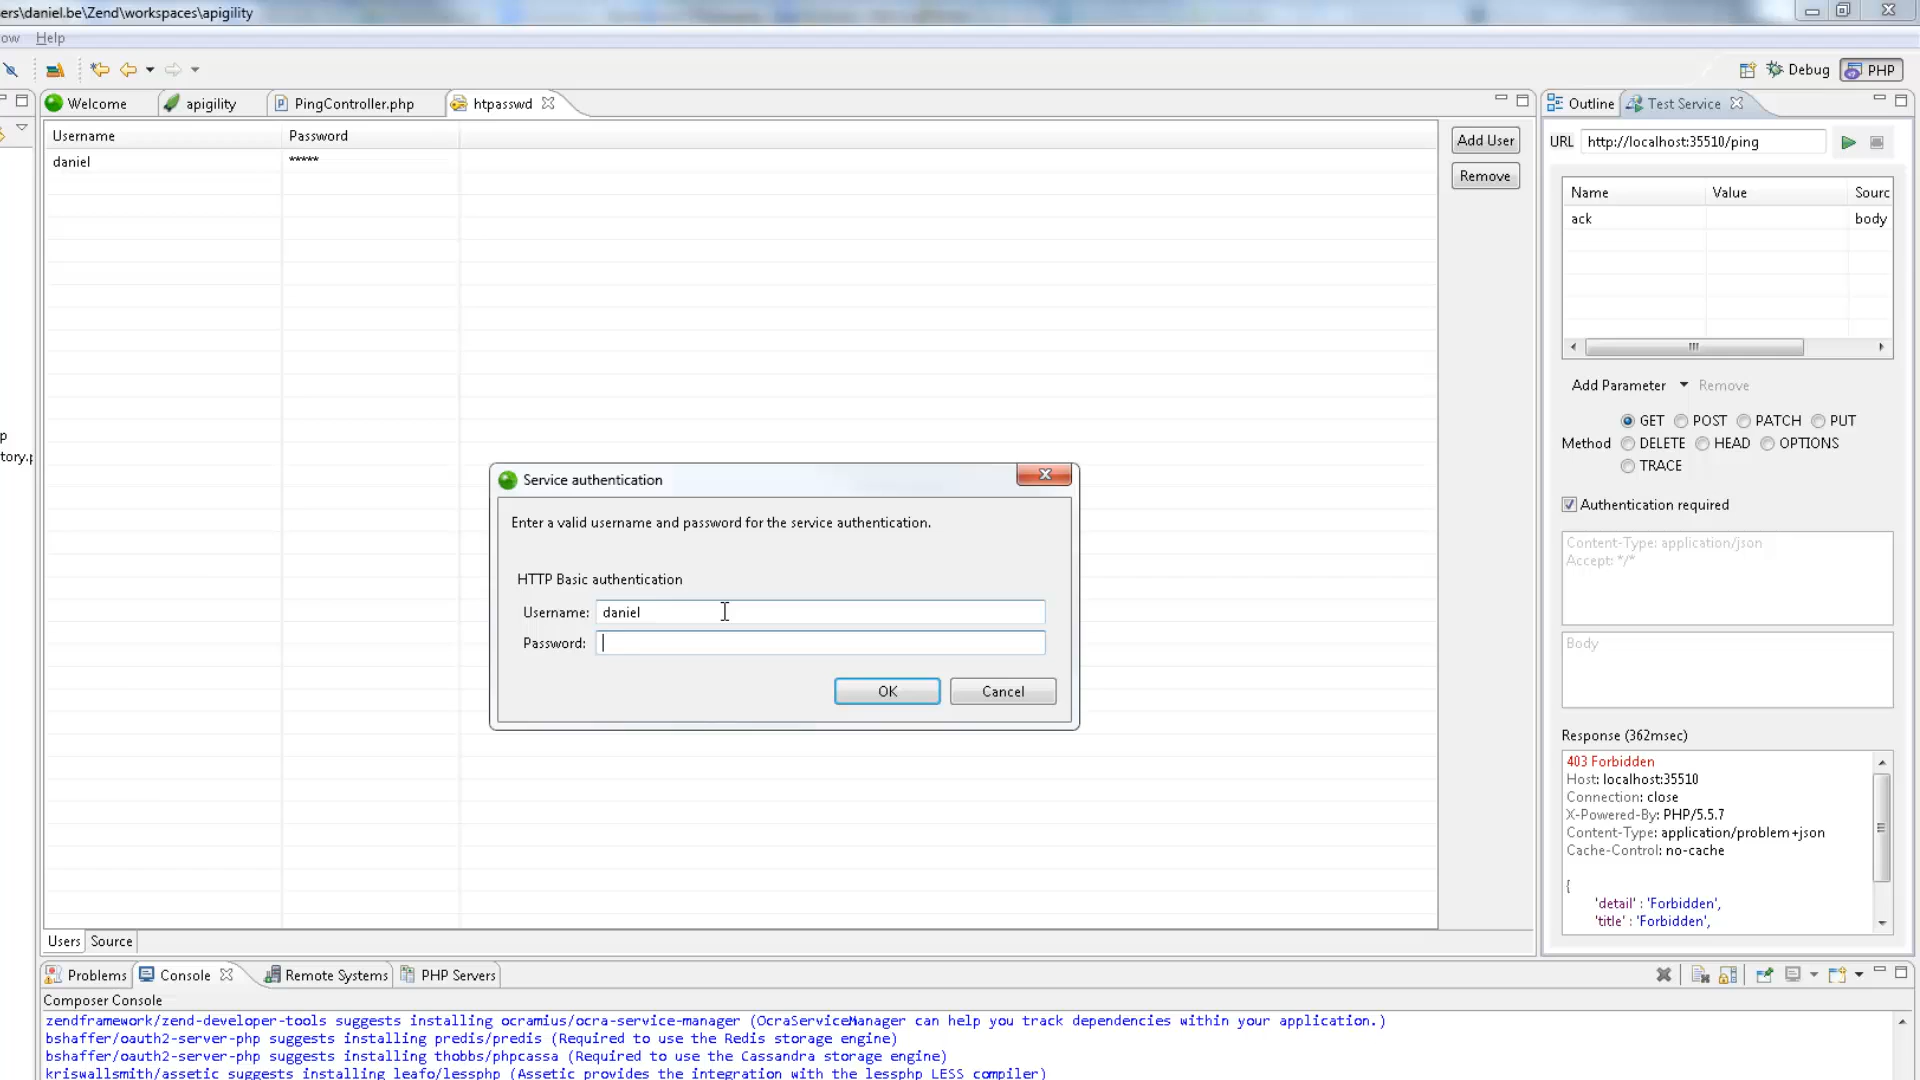 ers\daniel.be\Zend\workspaces\apigility
ow Help
Debug PHP
Welcome apigility PingController.php htpasswd
Outline Test Service
Username Password
daniel *****
Add User
Remove
URL http://localhost:35510/ping
Name Value Sourc
ack body
Add Parameter Remove
p
tory.p
GET POST PATCH PUT
Method DELETE HEAD OPTIONS
TRACE
Authentication required
Content-Type: application/json
Accept: */*
Body
Service authentication
Enter a valid username and password for the service authentication.
HTTP Basic authentication
Username: daniel
Password:
OK Cancel
Response (362msec)
403 Forbidden
Host: localhost:35510
Connection: close
X-Powered-By: PHP/5.5.7
Content-Type: application/problem+json
Cache-Control: no-cache
{
'detail' : 'Forbidden',
'title' : 'Forbidden',
Users Source
Problems Console Remote Systems PHP Servers
Composer Console
zendframework/zend-developer-tools suggests installing ocramius/ocra-service-manager (OcraServiceManager can help you track dependencies within your application.)
bshaffer/oauth2-server-php suggests installing predis/predis (Required to use the Redis storage engine)
bshaffer/oauth2-server-php suggests installing thobbs/phpcassa (Required to use the Cassandra storage engine)
kriswallsmith/assetic suggests installing leafo/lessphp (Assetic provides the integration with the lessphp LESS compiler)